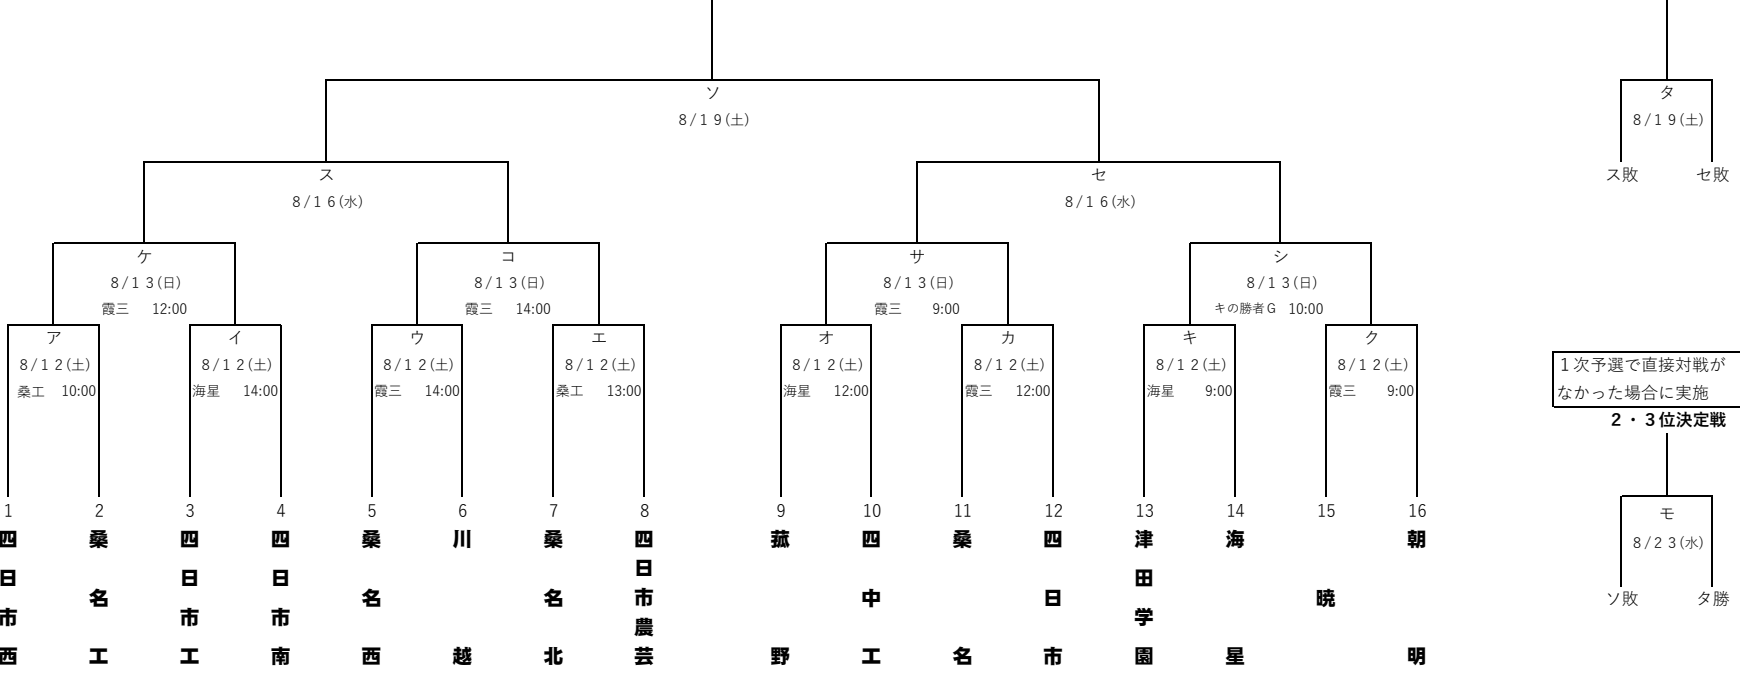 ソ
8/19(土)
タ
8/19(土)
ス敗
セ敗
ス
8/16(水)
セ
8/16(水)
ケ
8/13(日)
霞三 12:00
コ
8/13(日)
霞三 14:00
サ
8/13(日)
霞三 9:00
シ
8/13(日)
キの勝者G 10:00
ア
8/12(土)
桑工 10:00
イ
8/12(土)
海星 14:00
ウ
8/12(土)
霞三 14:00
エ
8/12(土)
桑工 13:00
オ
8/12(土)
海星 12:00
カ
8/12(土)
霞三 12:00
キ
8/12(土)
海星 9:00
ク
8/12(土)
霞三 9:00
1次予選で直接対戦が
なかった場合に実施
2・3位決定戦
モ
8/23(水)
ソ敗
タ勝
1
四日市西
2
桑名工
3
四日市工
4
四日市南
5
桑名西
6
川越
7
桑名北
8
四日市農芸
9
菰野
10
四中工
11
桑名
12
四日市
13
津田学園
14
海星
15
暁
16
朝明